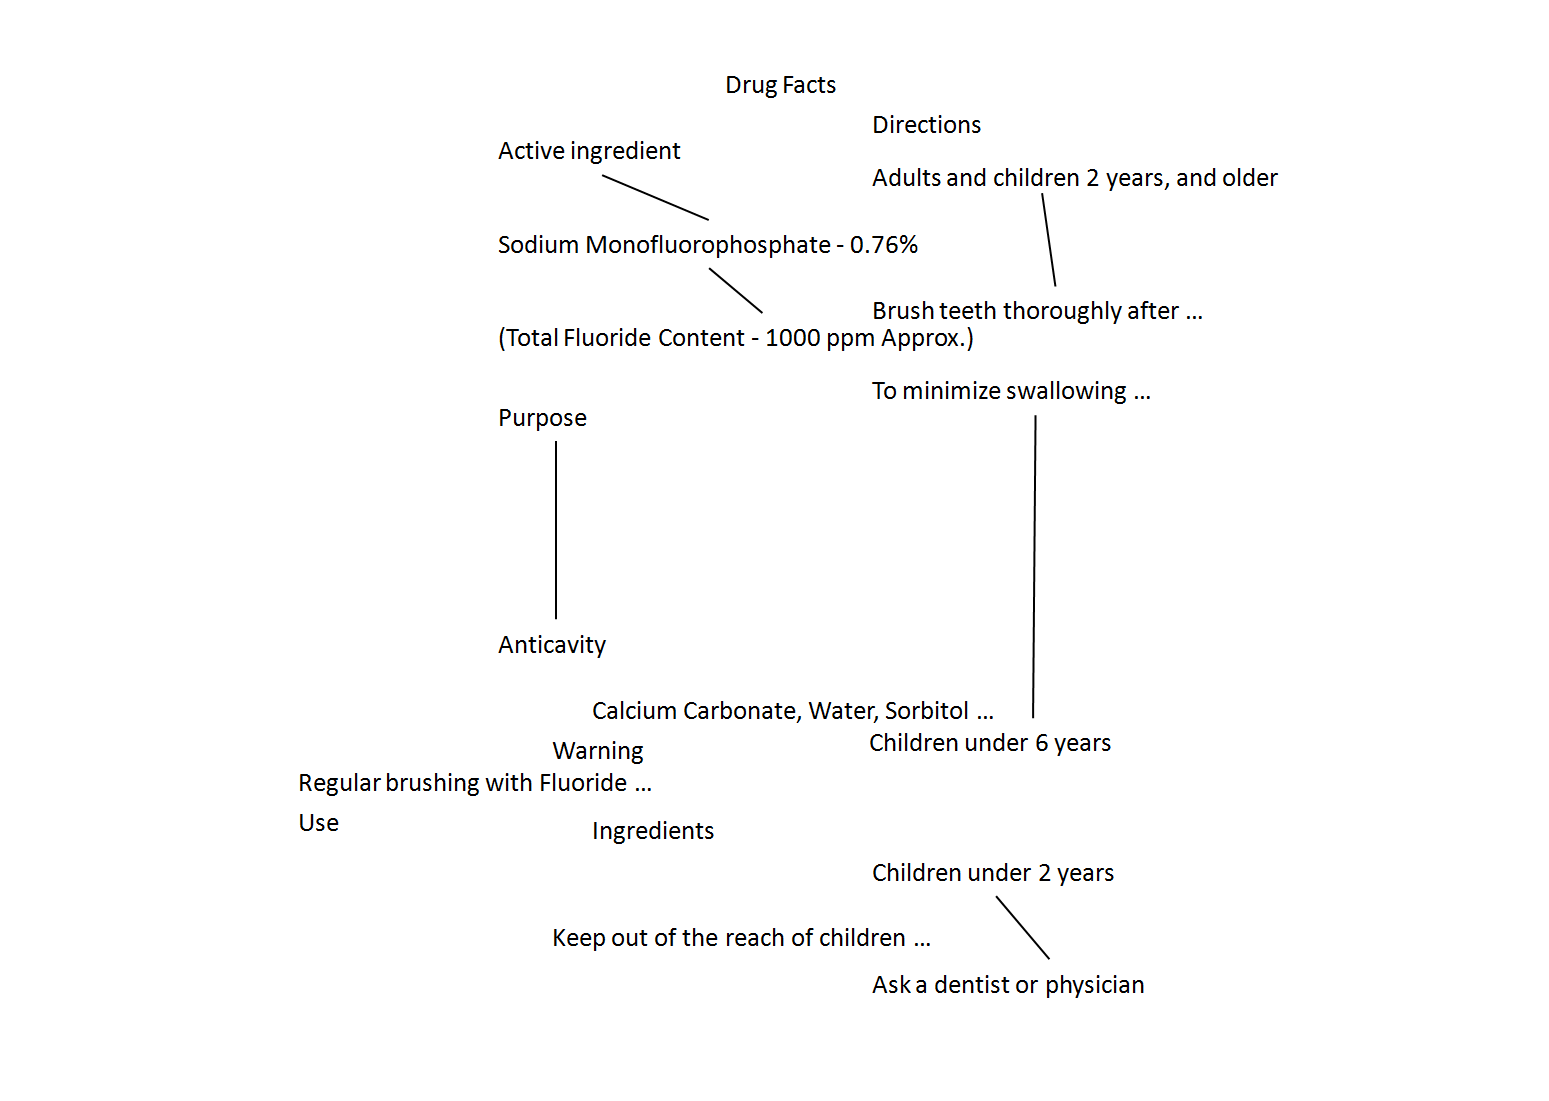 Drug Facts
Directions
Active ingredient
Adults and children 2 years, and older
Sodium Monofluorophosphate - 0.76%
Brush teeth thoroughly after ...
(Total Fluoride Content - 1000 ppm Approx.)
To minimize swallowing ...
Purpose
Anticavity
Calcium Carbonate, Water, Sorbitol ...
Children under 6 years
Warning
Regular brushing with Fluoride ...
Use
Ingredients
Children under 2 years
Keep out of the reach of children ...
Ask a dentist or physician